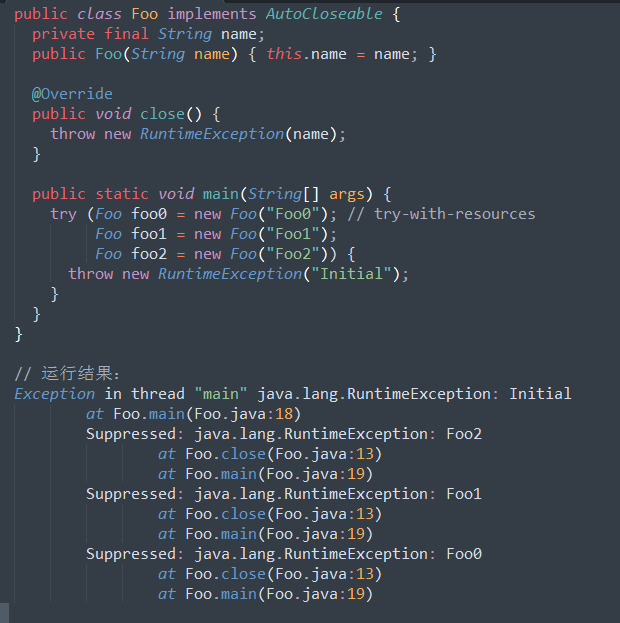 public class Foo implements AutoCloseable {
  private final String name;
  public Foo(String name) { this.name = name; }

  @Override
  public void close() {
    throw new RuntimeException(name);
  }

  public static void main(String[] args) {
    try (Foo foo0 = new Foo("Foo0"); // try-with-resources
         Foo foo1 = new Foo("Foo1");
         Foo foo2 = new Foo("Foo2")) {
      throw new RuntimeException("Initial");
    }
  }
}

// 运行结果：
Exception in thread "main" java.lang.RuntimeException: Initial
        at Foo.main(Foo.java:18)
        Suppressed: java.lang.RuntimeException: Foo2
                at Foo.close(Foo.java:13)
                at Foo.main(Foo.java:19)
        Suppressed: java.lang.RuntimeException: Foo1
                at Foo.close(Foo.java:13)
                at Foo.main(Foo.java:19)
        Suppressed: java.lang.RuntimeException: Foo0
                at Foo.close(Foo.java:13)
                at Foo.main(Foo.java:19)